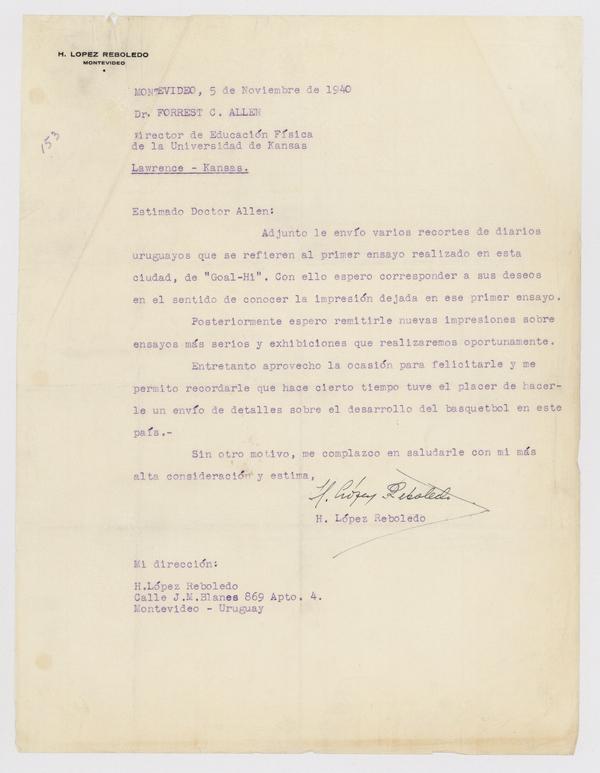 H. LOPEZ REBOLEDO
MONTEVIDEO
MONTEVIDEO, 5 de Noviembre de 1940
Dr. FORREST C. ALLEN
Director de Educación Física
de la Universidad de Kansas
Lawrence - Kansas.
153
Estimado Doctor Allen:
Adjunto le envío varios recortes de diarios
uruguayos que se refieren al primer ensayo realizado en esta
ciudad, de "Goal-Hi". Con ello espero corresponder a sus deseos
en el sentido de conocer la impresión dejada en ese primer ensayo.
Posteriormente espero remitirle nuevas impresiones sobre
ensayos más serios y exhibiciones que realizaremos oportunamente.
Entretanto aprovecho la ocasión para felicitarle y me
permito recordarle que hace cierto tiempo tuve el placer de hacer-
le un envío de detalles sobre el desarrollo del basquetbol en este
país.-
Sin otro motivo, me complazco en saludarle con mi más
alta consideración y estima,
H. López Reboledo
H. López Reboledo
Mi dirección:
H.López Reboledo
Calle J.M.Blanes 869 Apto. 4.
Montevideo - Uruguay